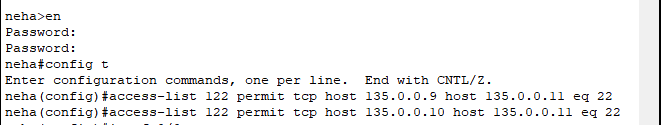 neha>en
Password:
Password:
neha#config t
Enter configuration commands, one per line.  End with CNTL/Z.
neha(config)#access-list 122 permit tcp host 135.0.0.9 host 135.0.0.11 eq 22
neha(config)#access-list 122 permit tcp host 135.0.0.10 host 135.0.0.11 eq 22